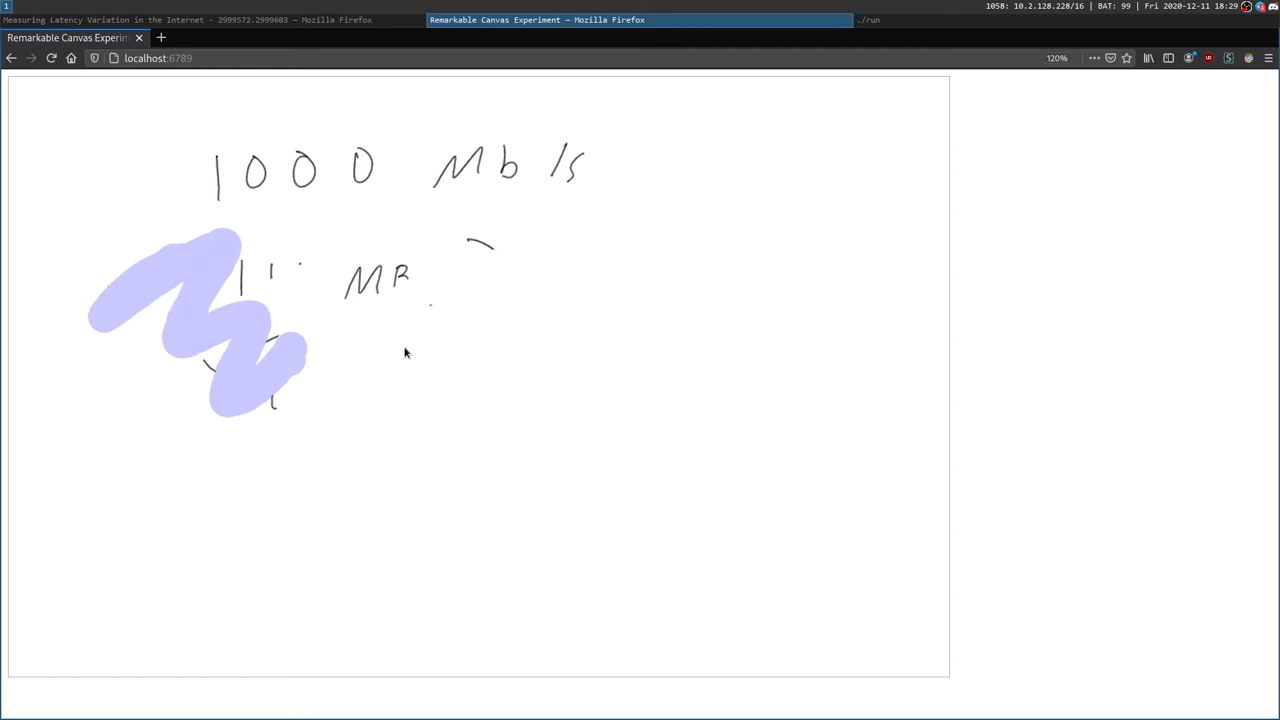 1
Measuring Latency Variation in the Internet - 2999572.2999603 — Mozilla Firefox
Remarkable Canvas Experiment — Mozilla Firefox
./run
1058: 10.2.128.228/16 | BAT: 99 | Fri 2020-12-11 18:29
Remarkable Canvas Experim
localhost:6789
120%
1000 Mb/s